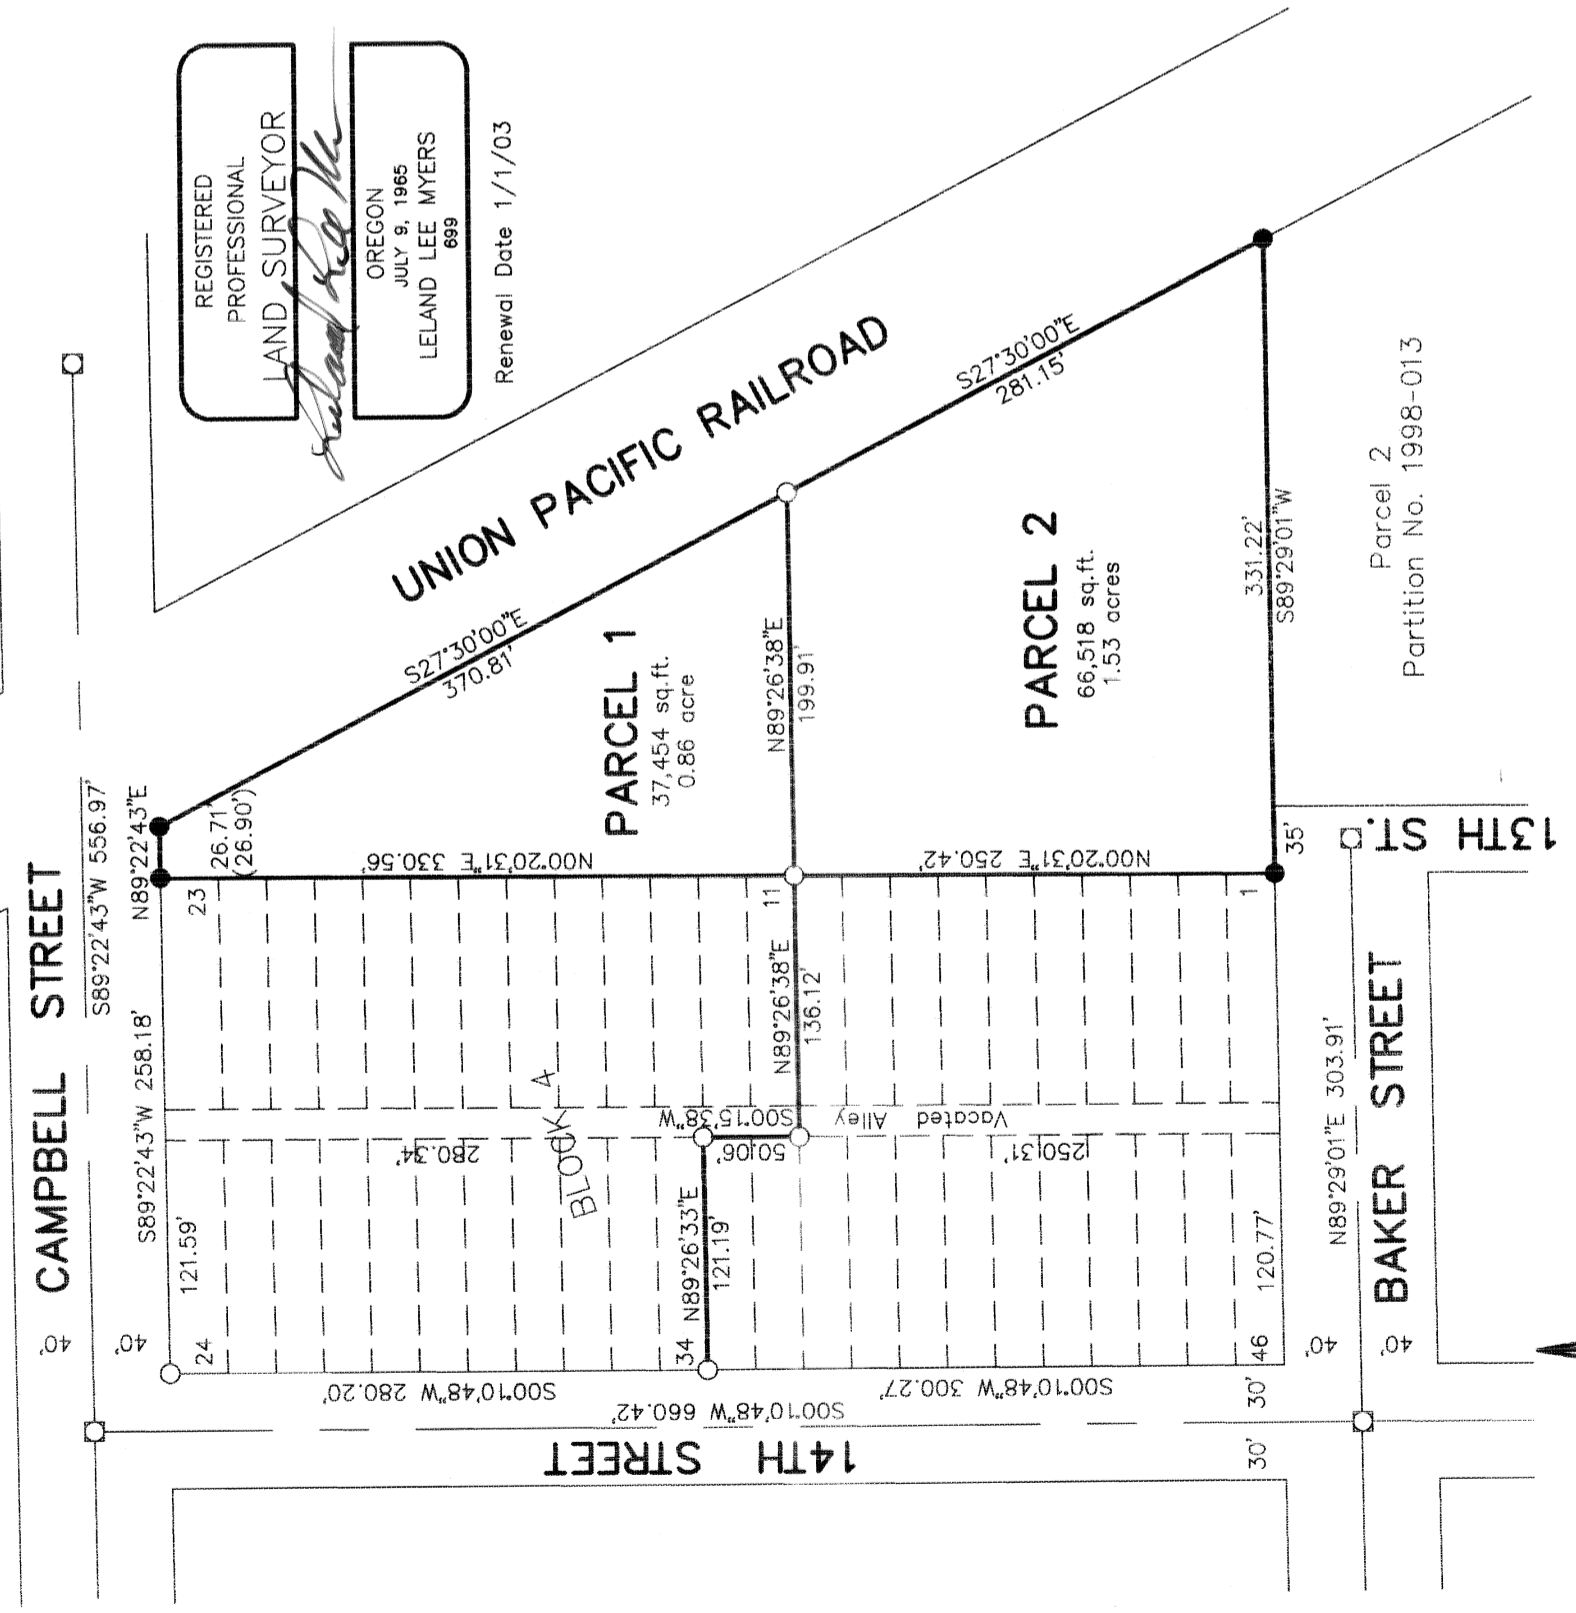 REGISTERED
PROFESSIONAL
LAND SURVEYOR
OREGON
JULY 9, 1965
LELAND LEE MYERS
699
Renewal Date 1/1/03
CAMPBELL STREET
S89°22'43"W 556.97'
S89°22'43"W 258.18'
N89°22'43"E
26.71'
(26.90')
40'
40'
121.59'
24
23
S27°30'00"E
370.81'
UNION PACIFIC RAILROAD
S27°30'00"E
281.15'
PARCEL 1
37,454 sq.ft.
0.86 acre
N00°20'31"E 330.56'
N89°26'38"E
199.91'
11
PARCEL 2
66,518 sq.ft.
1.53 acres
N00°20'31"E 250.42'
331.22'
S89°29'01"W
Parcel 2
Partition No. 1998-013
BLOCK 4
280.34'
S00°15'38"W
50.06'
N89°26'38"E
136.12'
Vacated Alley
250.31'
N89°26'33"E
121.19'
34
1
46
120.77'
S00°10'48"W 280.20'
S00°10'48"W 660.42'
S00°10'48"W 300.27'
14TH STREET
30'
30'
40'
40'
N89°29'01"E 303.91'
BAKER STREET
35'
13TH ST.